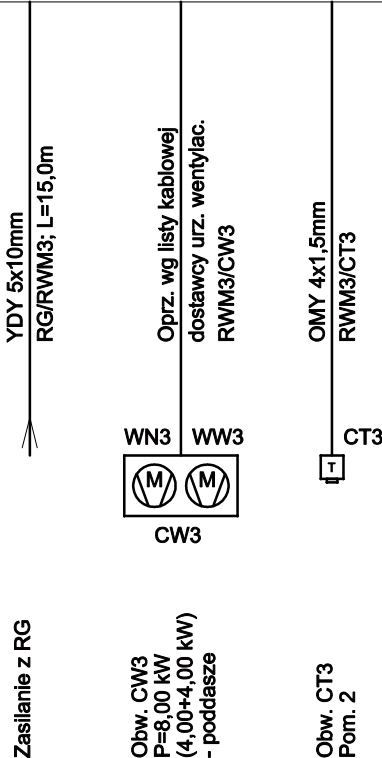 YDY 5x10mm
RG/RWM3; L=15,0m
Oprz. wg listy kablowej
dostawcy urz. wentylac.
RWM3/CW3
OMY 4x1,5mm
RWM3/CT3
WN3 WW3
M M
CW3
CT3
T
Zasilanie z RG
Obw. CW3
P=8,00 kW
(4,00+4,00 kW)
- poddasze
Obw. CT3
Pom. 2